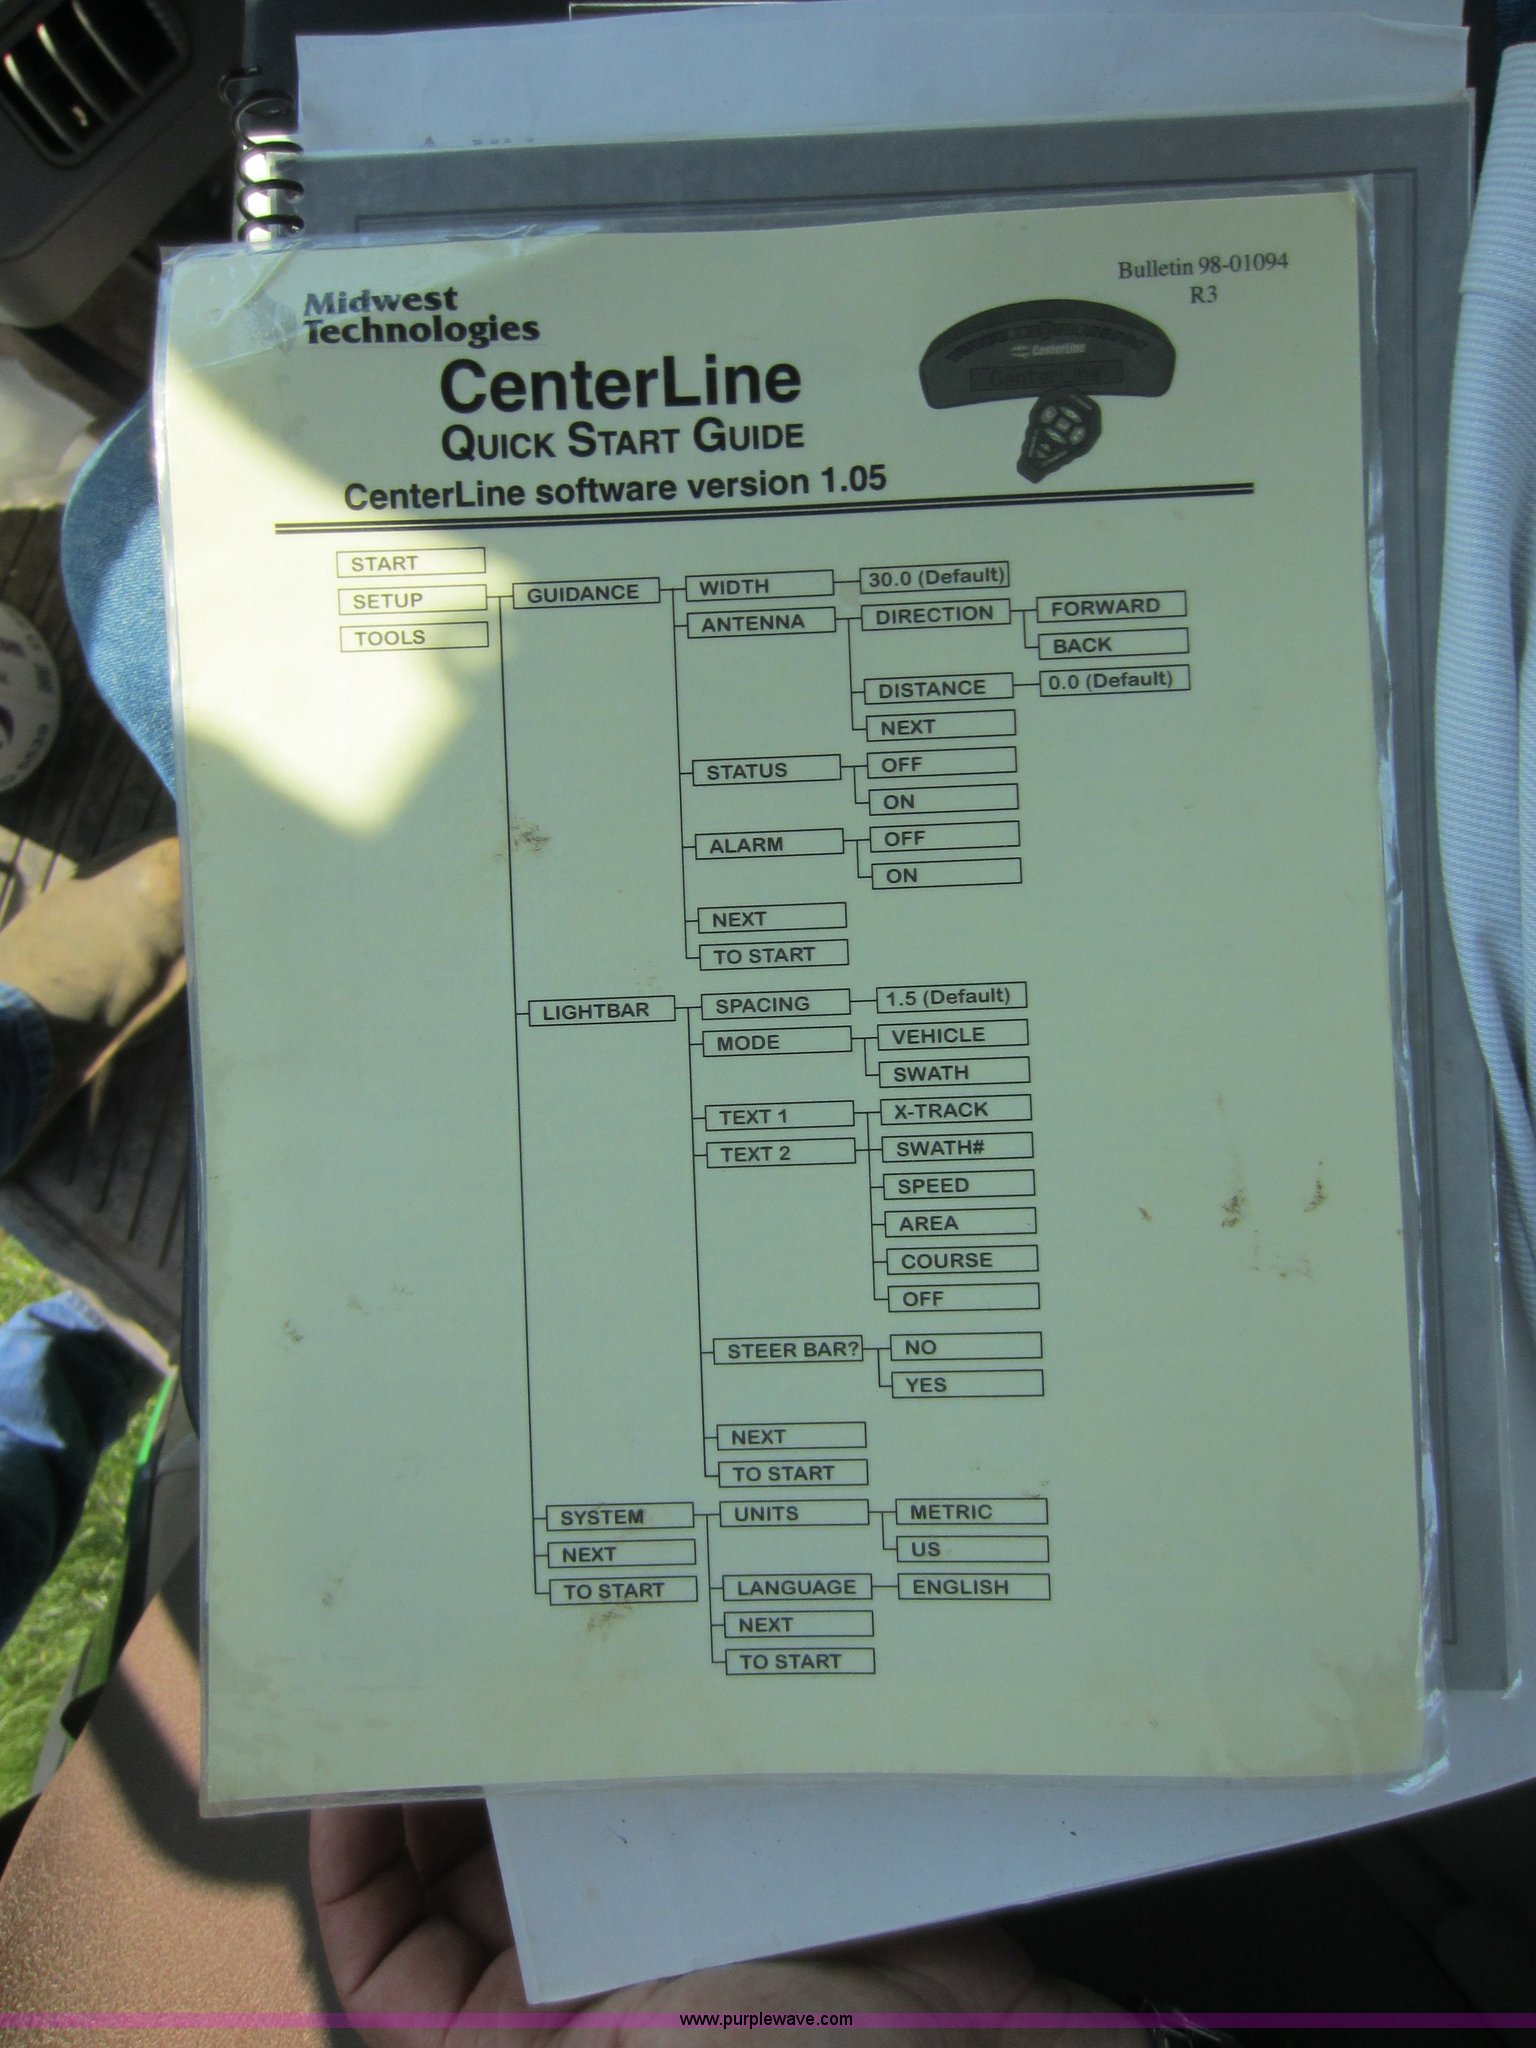 Bulletin 98-01094
R3
Midwest
Technologies
CenterLine
QUICK START GUIDE
CenterLine software version 1.05
CenterLine
START
SETUP
TOOLS
GUIDANCE
WIDTH
30.0 (Default)
ANTENNA
DIRECTION
FORWARD
BACK
DISTANCE
0.0 (Default)
NEXT
STATUS
OFF
ON
ALARM
OFF
ON
NEXT
TO START
LIGHTBAR
SPACING
1.5 (Default)
MODE
VEHICLE
SWATH
TEXT 1
X-TRACK
TEXT 2
SWATH#
SPEED
AREA
COURSE
OFF
STEER BAR?
NO
YES
NEXT
TO START
SYSTEM
UNITS
METRIC
US
NEXT
TO START
LANGUAGE
ENGLISH
NEXT
TO START
www.purplewave.com